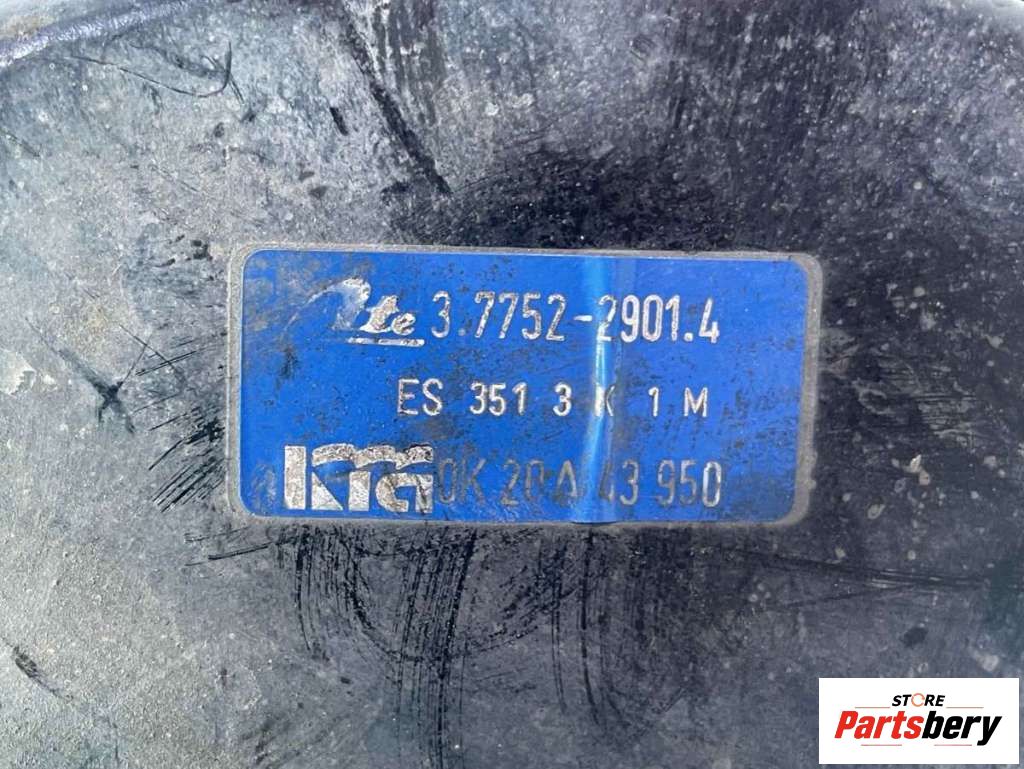 Ate 3.7752-2901.4
ES 351 3 K 1 M
KIA 0K 20A 43 950
STORE
Partsbery